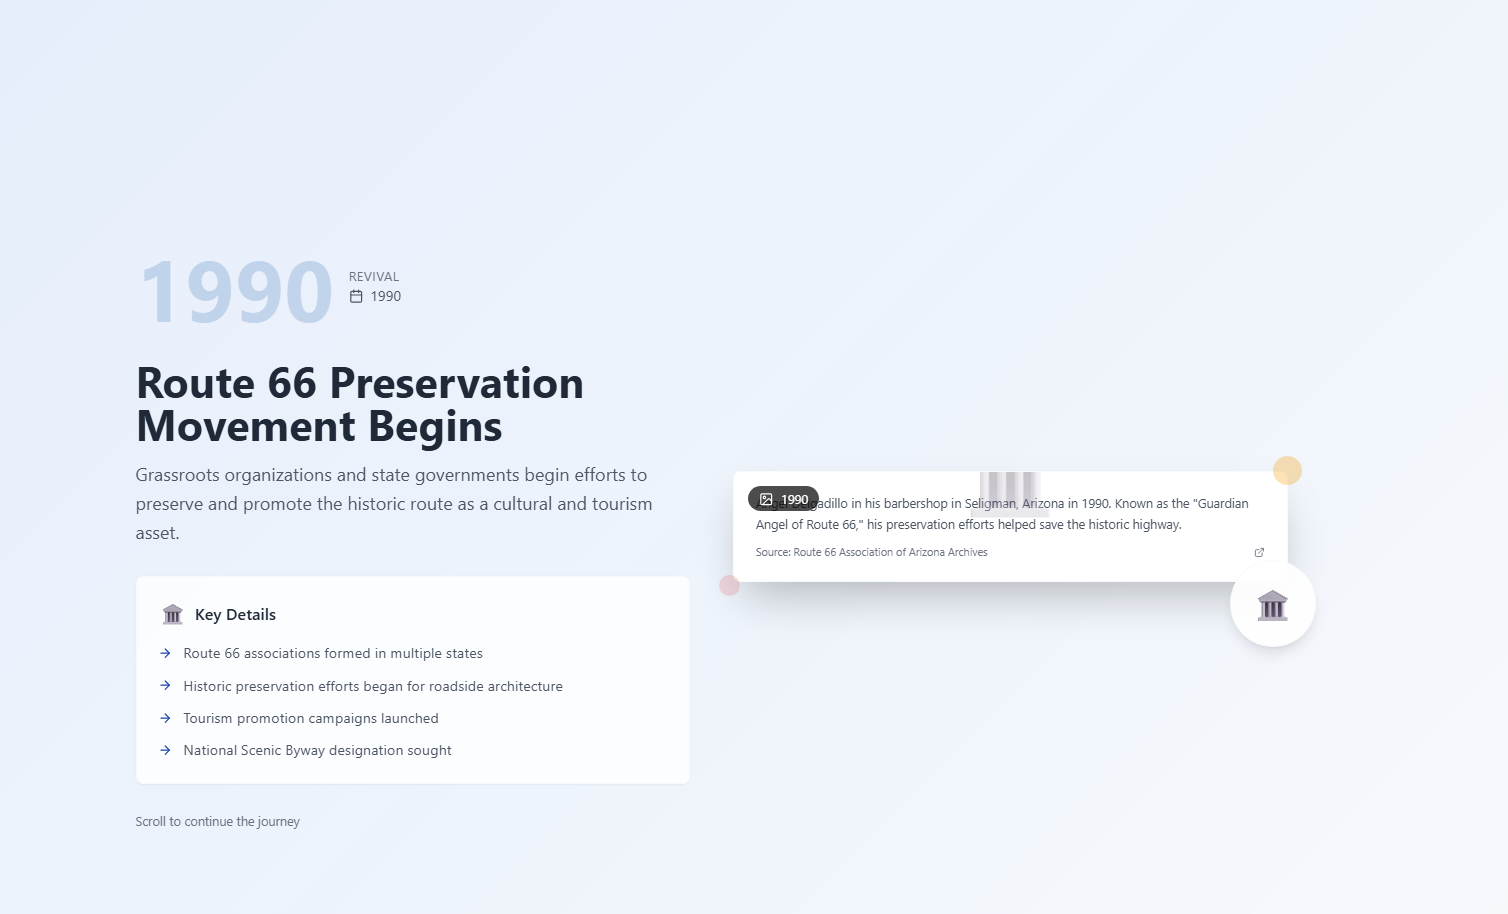 1990
REVIVAL
1990
Route 66 Preservation
Movement Begins
Grassroots organizations and state governments begin efforts to
preserve and promote the historic route as a cultural and tourism
asset.
Key Details
Route 66 associations formed in multiple states
Historic preservation efforts began for roadside architecture
Tourism promotion campaigns launched
National Scenic Byway designation sought
Scroll to continue the journey
1990
Angel Delgadillo in his barbershop in Seligman, Arizona in 1990. Known as the "Guardian
Angel of Route 66," his preservation efforts helped save the historic highway.
Source: Route 66 Association of Arizona Archives